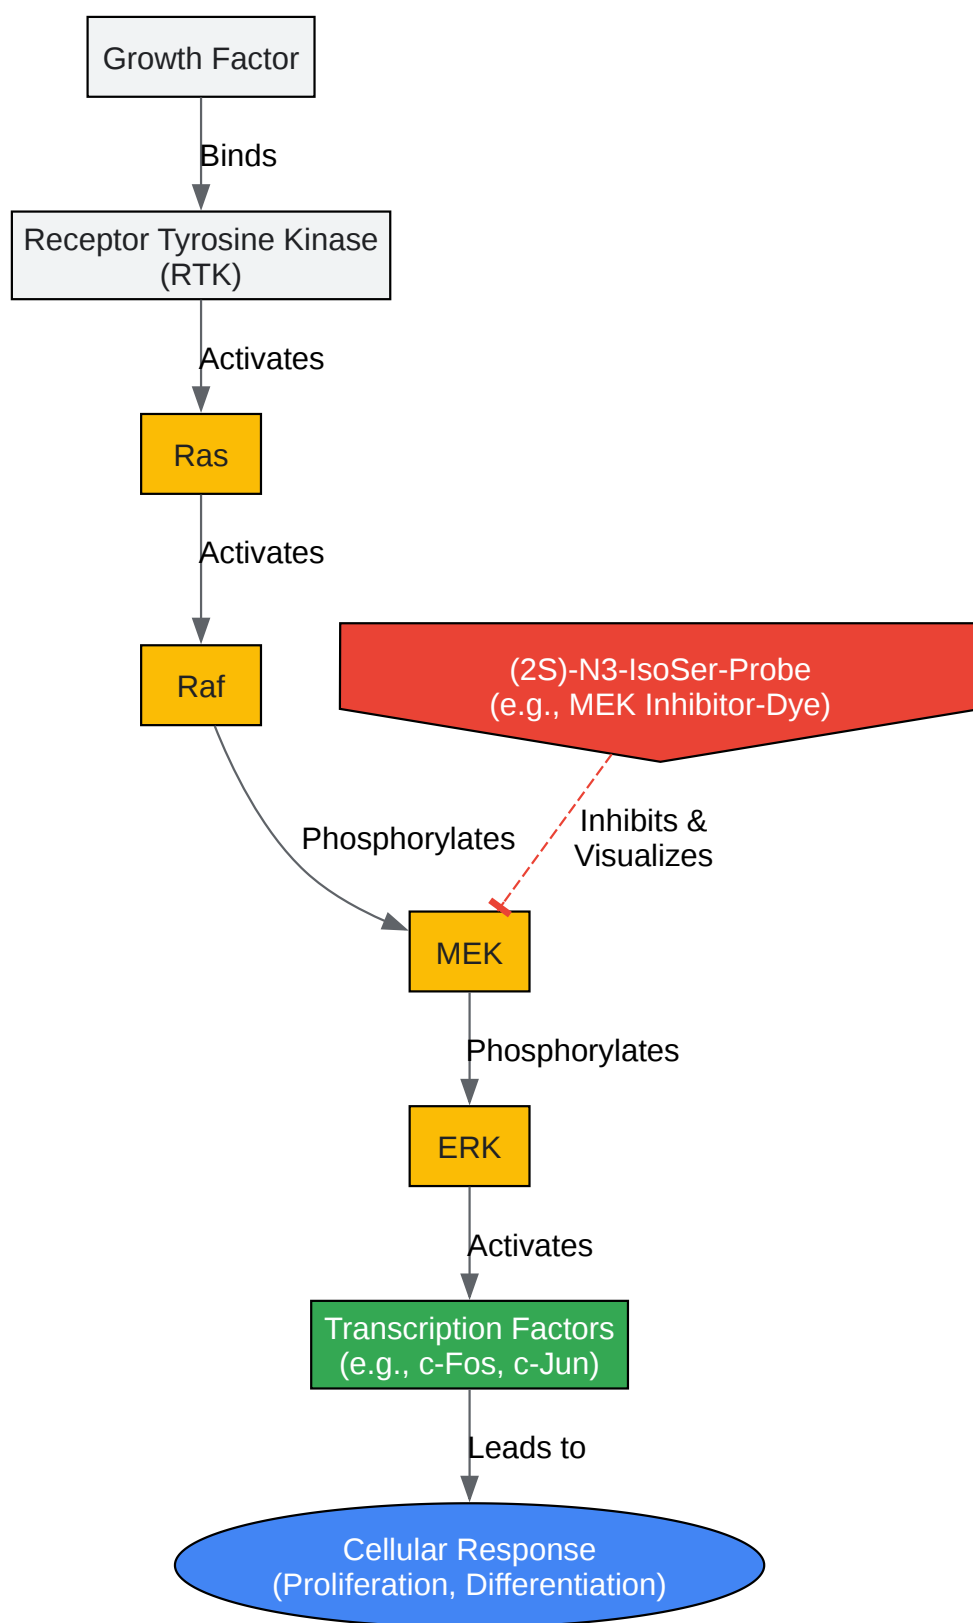 Growth Factor
Binds
Receptor Tyrosine Kinase
(RTK)
Activates
Ras
Activates
Raf
(2S)-N3-IsoSer-Probe
(e.g., MEK Inhibitor-Dye)
Phosphorylates
Inhibits &
Visualizes
MEK
Phosphorylates
ERK
Activates
Transcription Factors
(e.g., c-Fos, c-Jun)
Leads to
Cellular Response
(Proliferation, Differentiation)